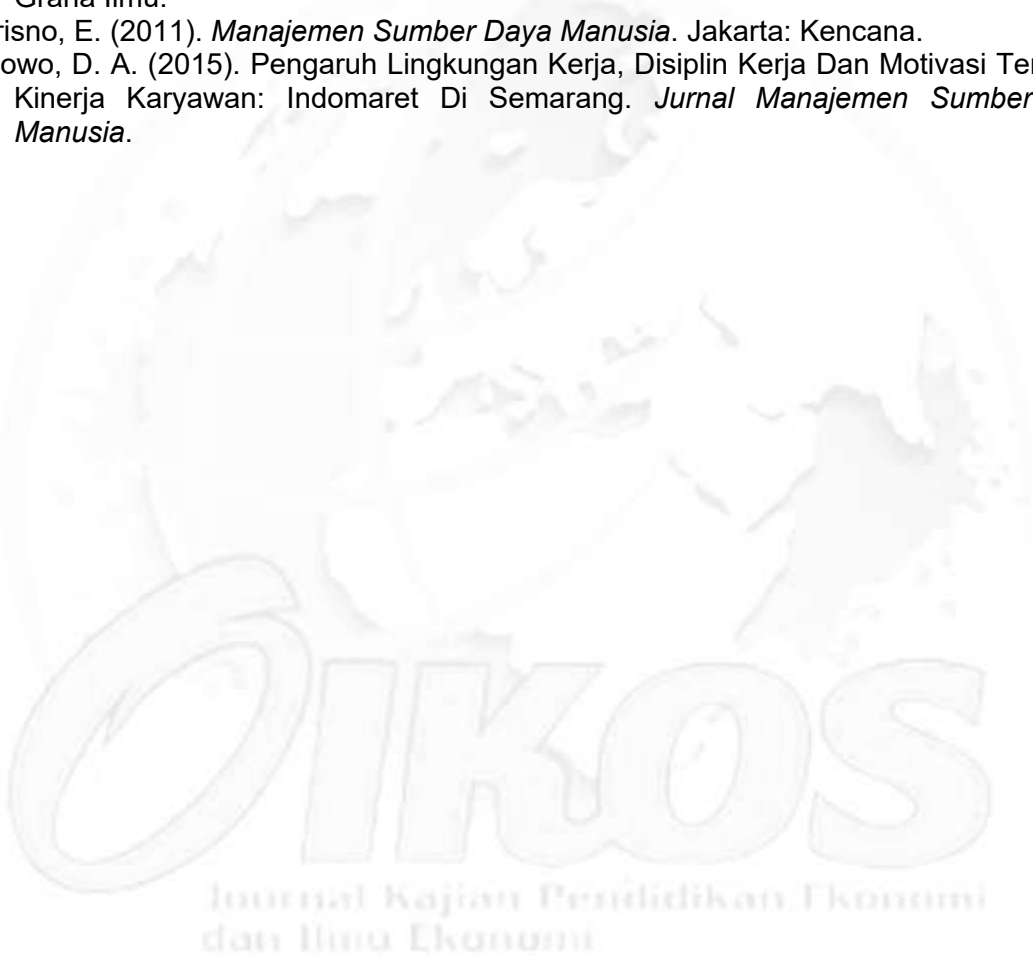 Graha Ilmu.
risno, E. (2011). Manajemen Sumber Daya Manusia. Jakarta: Kencana.
owo, D. A. (2015). Pengaruh Lingkungan Kerja, Disiplin Kerja Dan Motivasi Ter
Kinerja Karyawan: Indomaret Di Semarang. Jurnal Manajemen Sumber
Manusia.
OIKOS
Journal Kajian Pendidikan Ekonomi
dan Ilmu Ekonomi